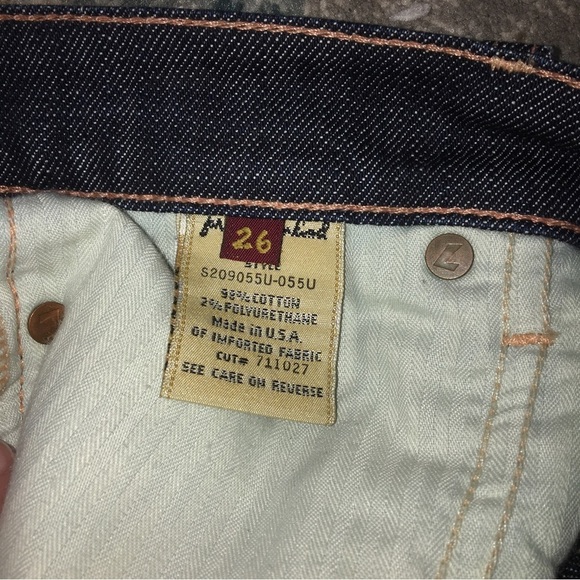 26
STYLE
S209055U-055U
98% COTTON
2% POLYURETHANE
Made in U.S.A.
OF IMPORTED FABRIC
CUT# 711027
SEE CARE ON REVERSE
7